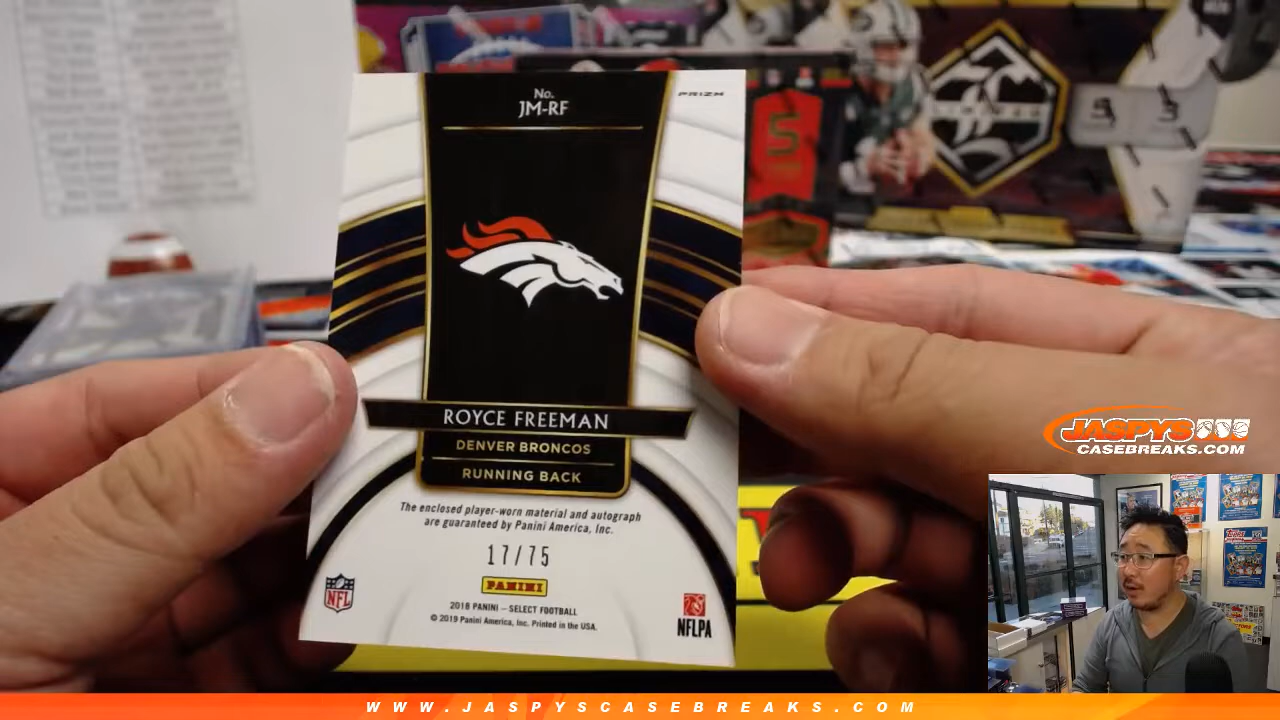 No.
JM-RF
PRIZM
ROYCE FREEMAN
DENVER BRONCOS
RUNNING BACK
The enclosed player-worn material and autograph
are guaranteed by Panini America, Inc.
17/75
PANINI
2018 PANINI – SELECT FOOTBALL
© 2019 Panini America, Inc. Printed in the USA.
NFL
NFLPA
JASPYS
CASEBREAKS.COM
WWW.JASPYSCASEBREAKS.COM